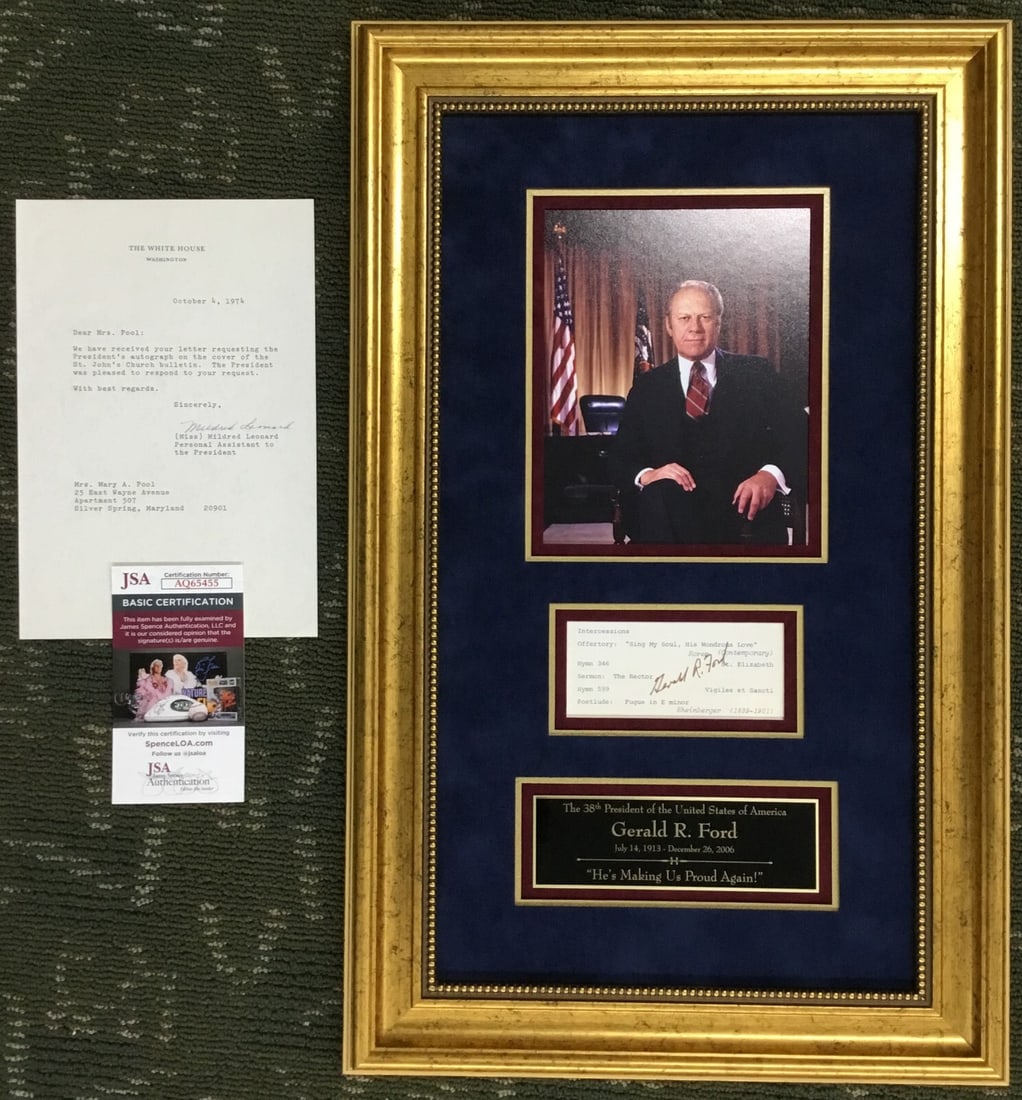 THE WHITE HOUSE
WASHINGTON
October 4, 1974
Dear Mrs. Pool:
We have received your letter requesting the
President's autograph on the cover of the
St. John's Church bulletin. The President
was pleased to respond to your request.
With best regards.
Sincerely,
Mildred Leonard
(Miss) Mildred Leonard
Personal Assistant to
the President
Mrs. Mary A. Pool
25 East Wayne Avenue
Apartment 507
Silver Spring, Maryland 20901
JSA
Certification Number:
AQ65455
BASIC CERTIFICATION
This item has been fully examined by
James Spence Authentication, LLC and
it is our considered opinion that the
signature(s) is/are genuine.
Verify this certification by visiting
SpenceLOA.com
Follow us @jsaloa
JSA
James Spence
Authentication
Intercessions
Offertory: "Sing My Soul, His Wondrous Love"
(Contemporary)
Hymn 346 St. Elizabeth
Sermon: The Rector
Gerald R. Ford
Hymn 599 Vigiles et Sancti
Postlude: Fugue in E minor
Rheinberger
The 38th President of the United States of America
Gerald R. Ford
July 14, 1913 - December 26, 2006
"He's Making Us Proud Again!"